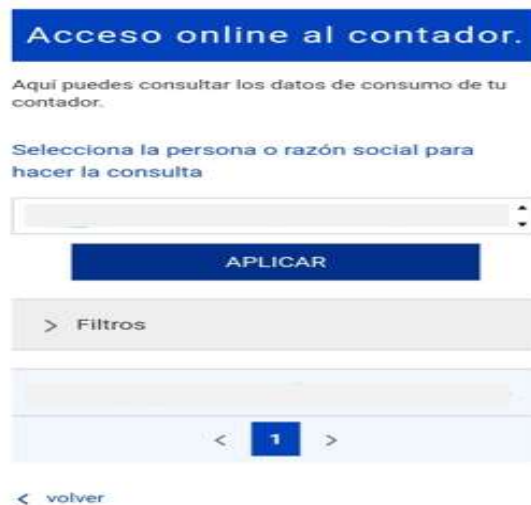 Acceso online al contador.
Aquí puedes consultar los datos de consumo de tu
contador.
Selecciona la persona o razón social para
hacer la consulta
APLICAR
> Filtros
< 1 >
< volver